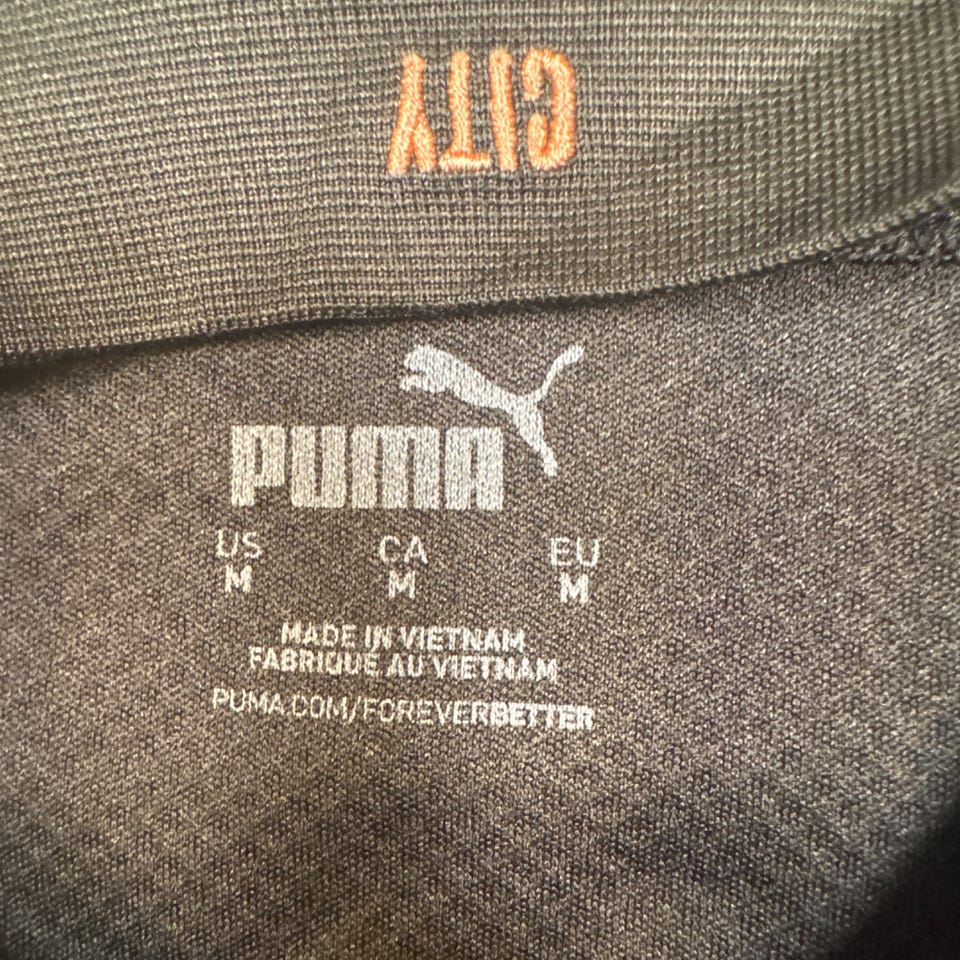 CITY
PUMA
US CA EU
M M M
MADE IN VIETNAM
FABRIQUÉ AU VIETNAM
PUMA.COM/FOREVERBETTER